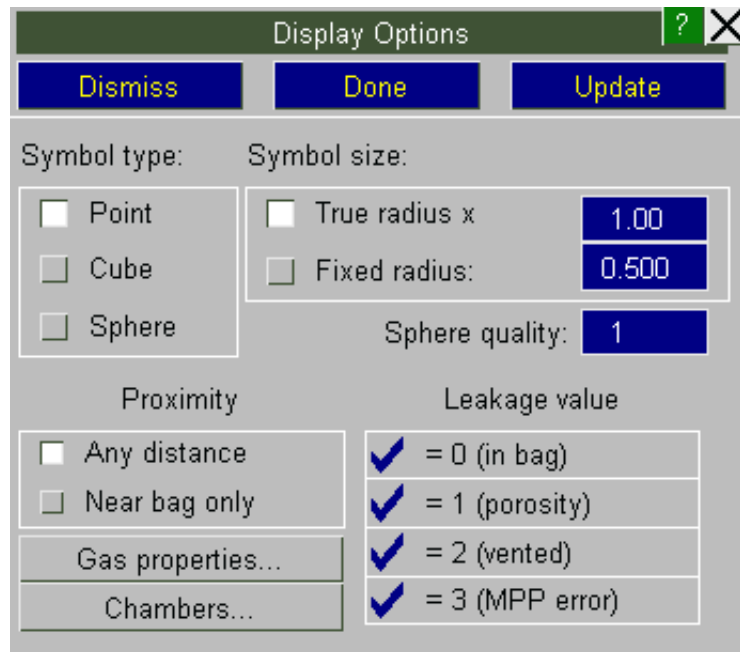 Display Options ?
Dismiss Done Update
Symbol type: Symbol size:
Point True radius x 1.00
Cube Fixed radius: 0.500
Sphere Sphere quality: 1
Proximity Leakage value
Any distance = 0 (in bag)
Near bag only = 1 (porosity)
Gas properties... = 2 (vented)
Chambers... = 3 (MPP error)